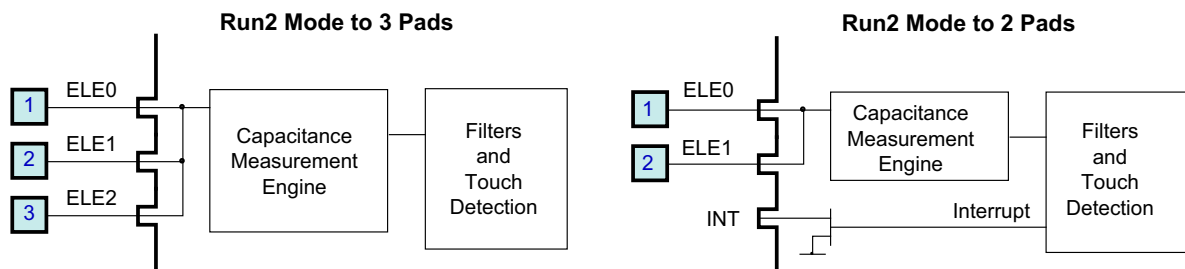 Run2 Mode to 3 Pads
1
ELE0
2
ELE1
3
ELE2
Capacitance
Measurement
Engine
Filters
and
Touch
Detection
Run2 Mode to 2 Pads
1
ELE0
2
ELE1
INT
Capacitance
Measurement
Engine
Interrupt
Filters
and
Touch
Detection